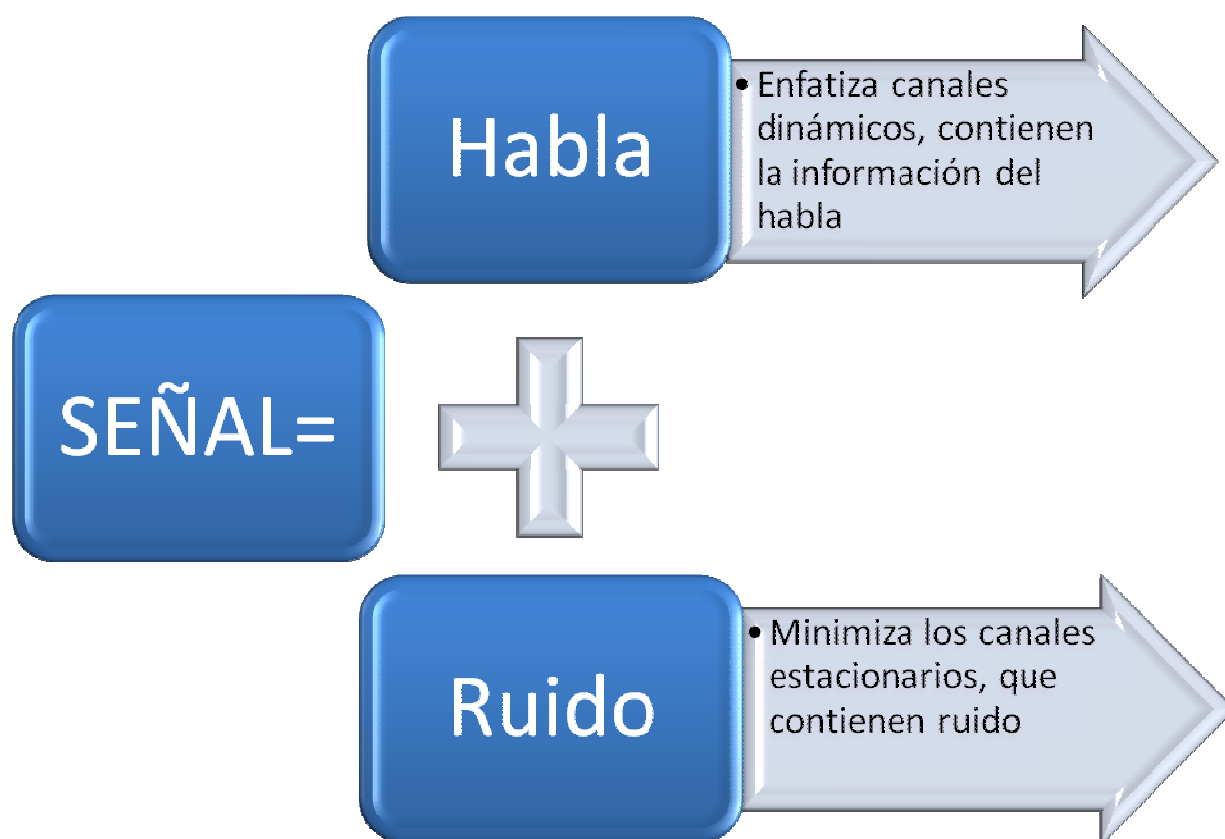 Habla
• Enfatiza canales
dinámicos, contienen
la información del
habla
SEÑAL=
Ruido
• Minimiza los canales
estacionarios, que
contienen ruido